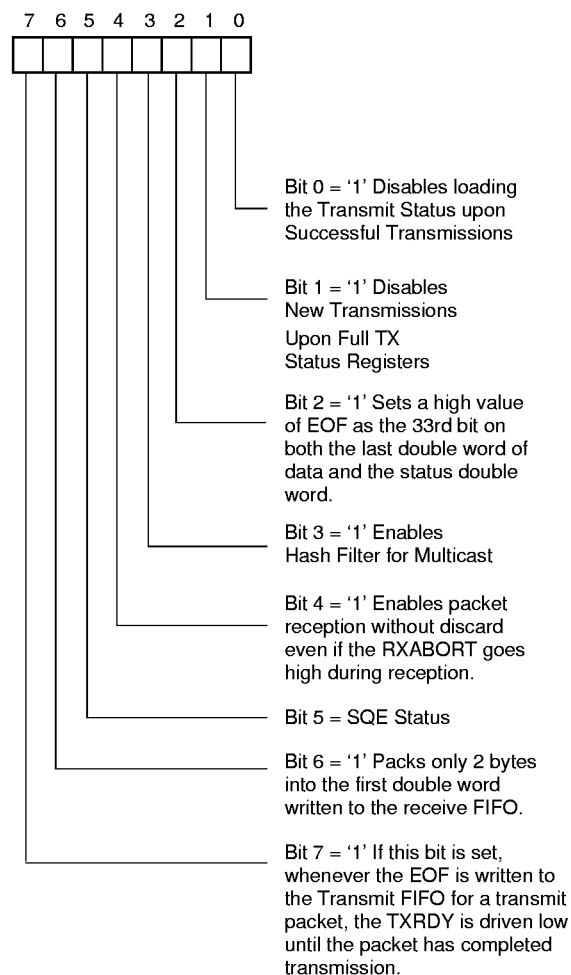 7 6 5 4 3 2 1 0
Bit 0 = ‘1’ Disables loading
the Transmit Status upon
Successful Transmissions
Bit 1 = ‘1’ Disables
New Transmissions
Upon Full TX
Status Registers
Bit 2 = ‘1’ Sets a high value
of EOF as the 33rd bit on
both the last double word of
data and the status double
word.
Bit 3 = ‘1’ Enables
Hash Filter for Multicast
Bit 4 = ‘1’ Enables packet
reception without discard
even if the RXABORT goes
high during reception.
Bit 5 = SQE Status
Bit 6 = ‘1’ Packs only 2 bytes
into the first double word
written to the receive FIFO.
Bit 7 = ‘1’ If this bit is set,
whenever the EOF is written to
the Transmit FIFO for a transmit
packet, the TXRDY is driven low
until the packet has completed
transmission.